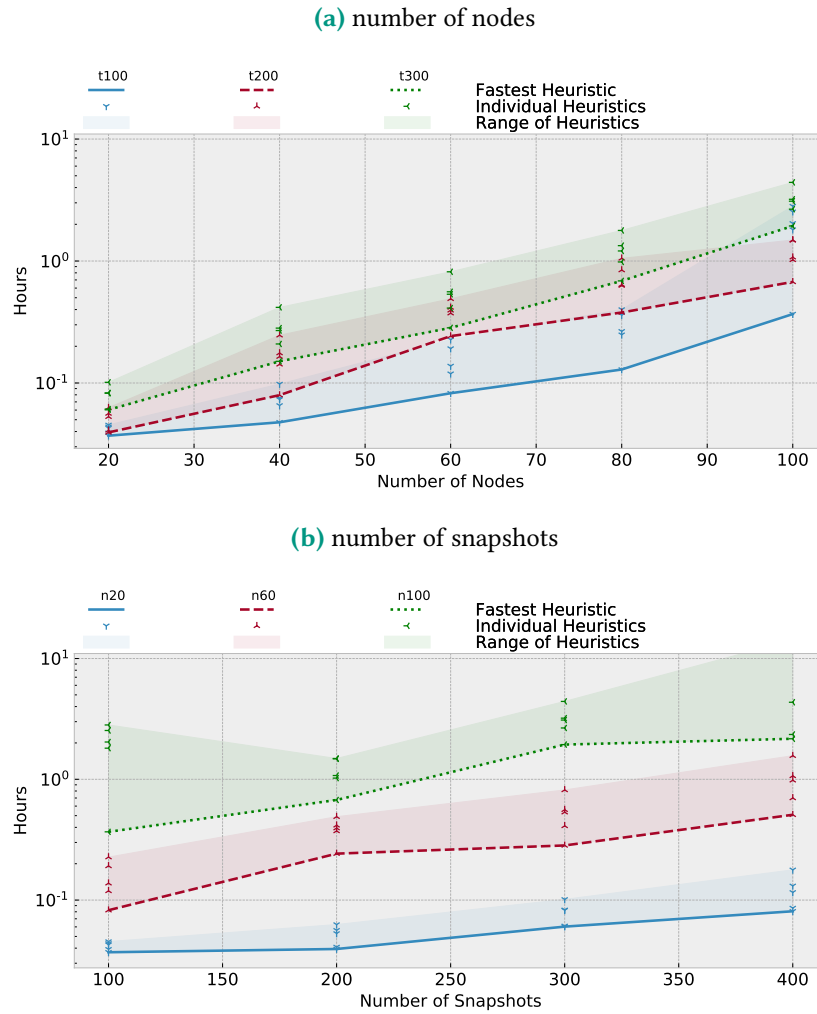 (a) number of nodes
t100 t200 t300 Fastest Heuristic
Individual Heuristics
Range of Heuristics
10^1
10^0
10^-1
Hours
20 30 40 50 60 70 80 90 100
Number of Nodes
(b) number of snapshots
n20 n60 n100 Fastest Heuristic
Individual Heuristics
Range of Heuristics
10^1
10^0
10^-1
Hours
100 150 200 250 300 350 400
Number of Snapshots